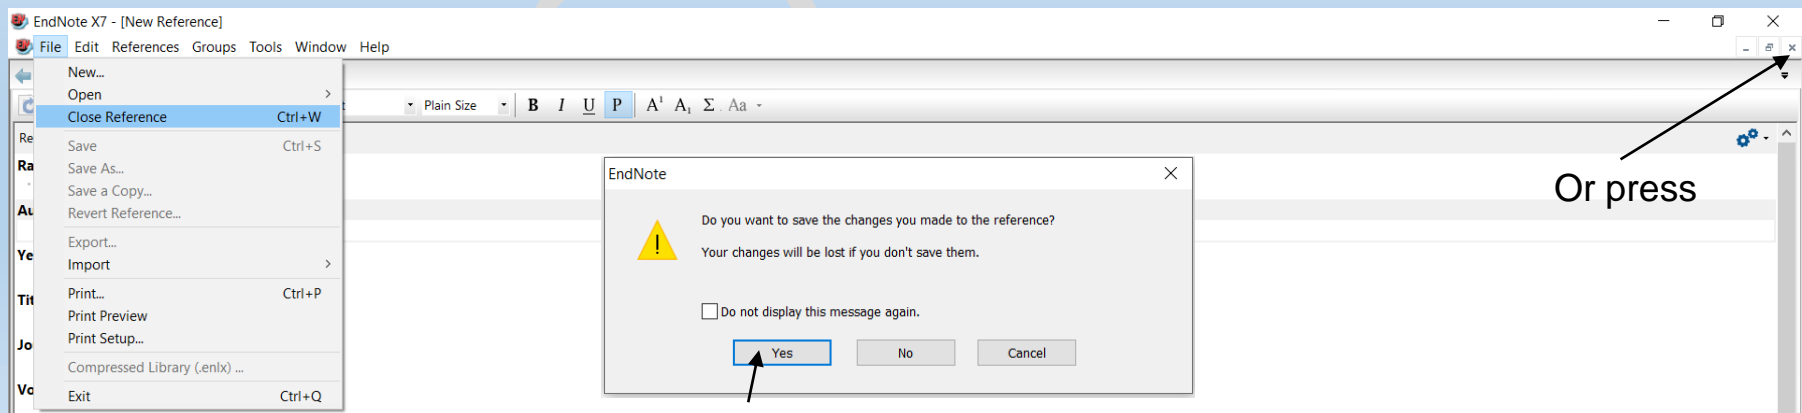 EndNote X7 - [New Reference]
File Edit References Groups Tools Window Help
New...
Open
Close Reference Ctrl+W
Save Ctrl+S
Save As...
Save a Copy...
Revert Reference...
Export...
Import
Print... Ctrl+P
Print Preview
Print Setup...
Compressed Library (.enlx) ...
Exit Ctrl+Q
Plain Size B I U P A¹ A₁ Σ Aa
EndNote
Do you want to save the changes you made to the reference?
Your changes will be lost if you don't save them.
Do not display this message again.
Yes No Cancel
Or press